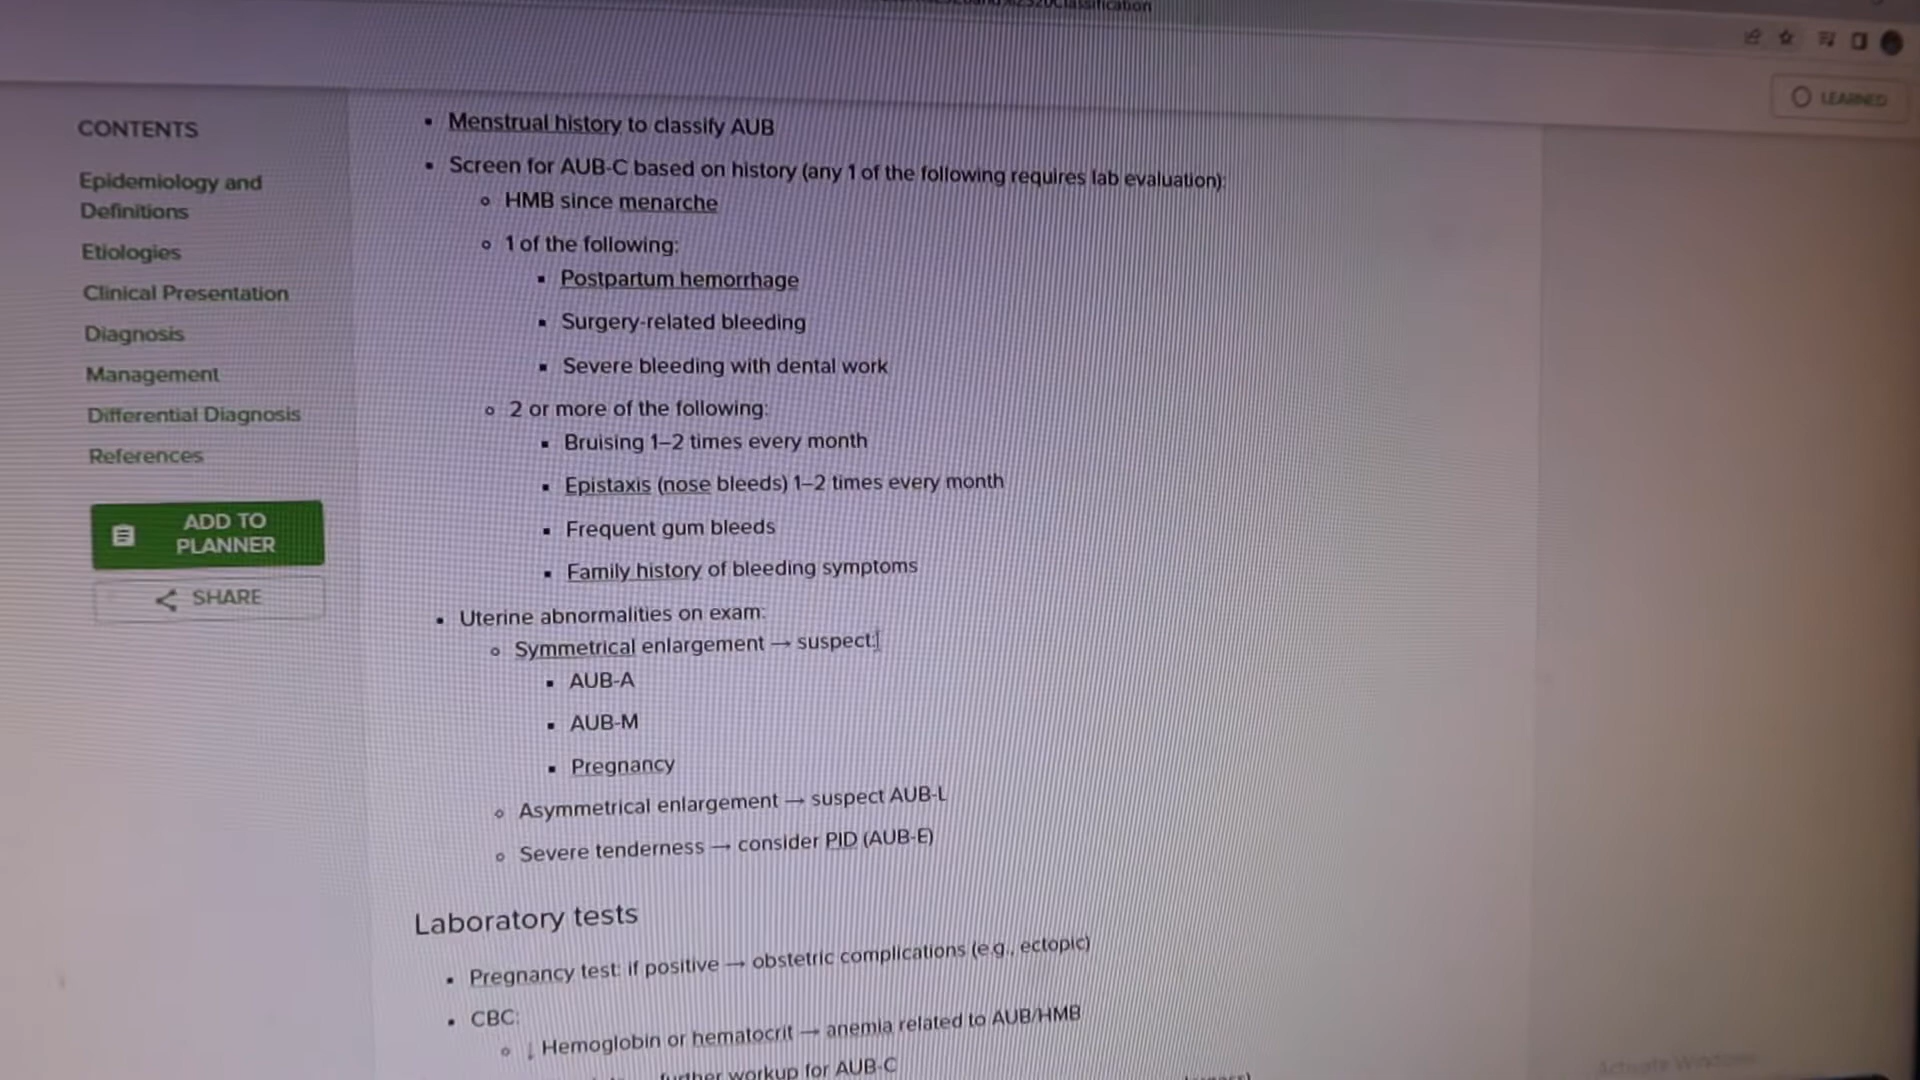 Classification
LEARNED
CONTENTS
Epidemiology and
Definitions
Etiologies
Clinical Presentation
Diagnosis
Management
Differential Diagnosis
References
ADD TO
PLANNER
SHARE
Menstrual history to classify AUB
Screen for AUB-C based on history (any 1 of the following requires lab evaluation):
HMB since menarche
1 of the following:
Postpartum hemorrhage
Surgery-related bleeding
Severe bleeding with dental work
2 or more of the following:
Bruising 1–2 times every month
Epistaxis (nose bleeds) 1–2 times every month
Frequent gum bleeds
Family history of bleeding symptoms
Uterine abnormalities on exam:
Symmetrical enlargement → suspect:
AUB-A
AUB-M
Pregnancy
Asymmetrical enlargement → suspect AUB-L
Severe tenderness → consider PID (AUB-E)
Laboratory tests
Pregnancy test: if positive → obstetric complications (e.g., ectopic)
CBC:
↓ Hemoglobin or hematocrit → anemia related to AUB/HMB
further workup for AUB-C
Activate Windows